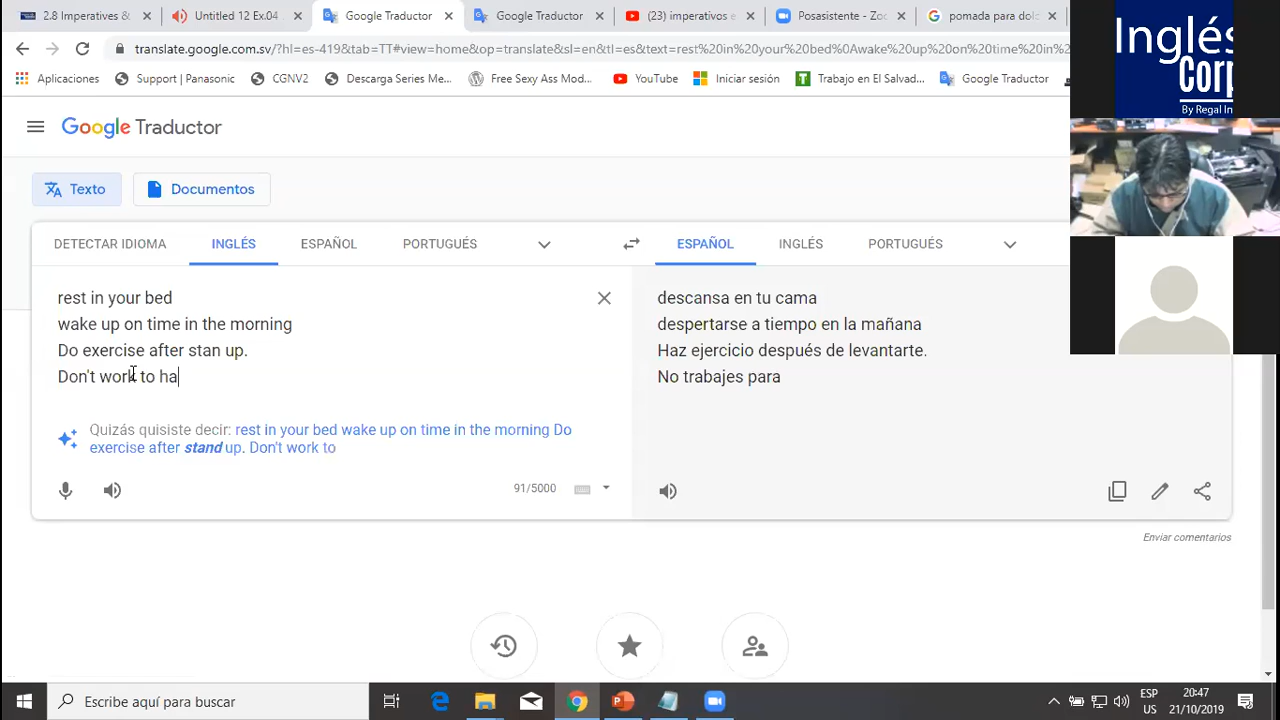 2.8 Imperatives &
Untitled 12 Ex.04
Google Traductor
Google Traductor
(23) imperativos e
Posasistente - Zoo
pomada para dol
translate.google.com.sv/?hl=es-419&tab=TT#view=home&op=translate&sl=en&tl=es&text=rest%20in%20your%20bed%0Awake%20up%20on%20time%20in%
Aplicaciones
Support | Panasonic
CGNV2
Descarga Series Me...
Free Sexy Ass Mod...
YouTube
Iniciar sesión
Trabajo en El Salvad...
Google Traductor
Inglés
Corp
By Regal In
Google Traductor
Texto
Documentos
DETECTAR IDIOMA
INGLÉS
ESPAÑOL
PORTUGUÉS
ESPAÑOL
INGLÉS
PORTUGUÉS
rest in your bed
wake up on time in the morning
Do exercise after stan up.
Don't work to ha
descansa en tu cama
despertarse a tiempo en la mañana
Haz ejercicio después de levantarte.
No trabajes para
Quizás quisiste decir: rest in your bed wake up on time in the morning Do
exercise after stand up. Don't work to
91/5000
Enviar comentarios
Escribe aquí para buscar
ESP
US
20:47
21/10/2019